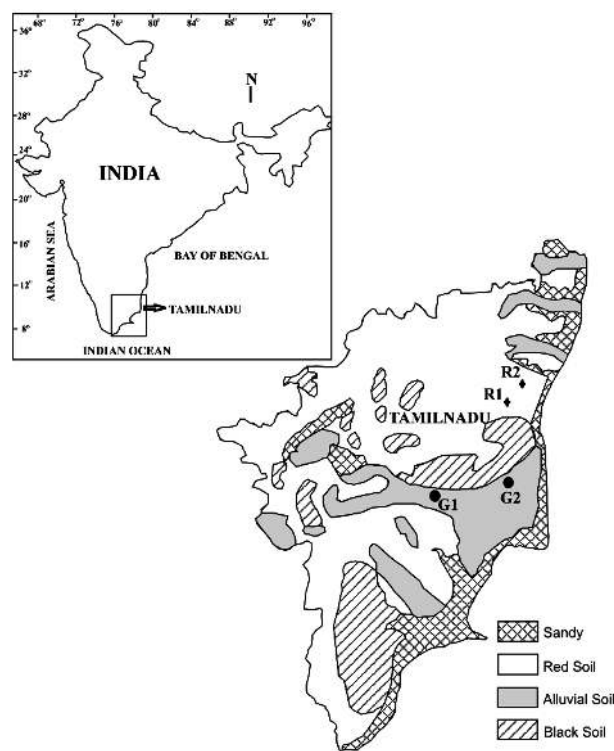 68° 72° 76° 80° 84° 88° 92° 96°
36°
32°
28°
24°
20°
16°
12°
8°
N
INDIA
ARABIAN SEA
BAY OF BENGAL
TAMILNADU
INDIAN OCEAN
R2
R1
TAMILNADU
G1
G2
Sandy
Red Soil
Alluvial Soil
Black Soil